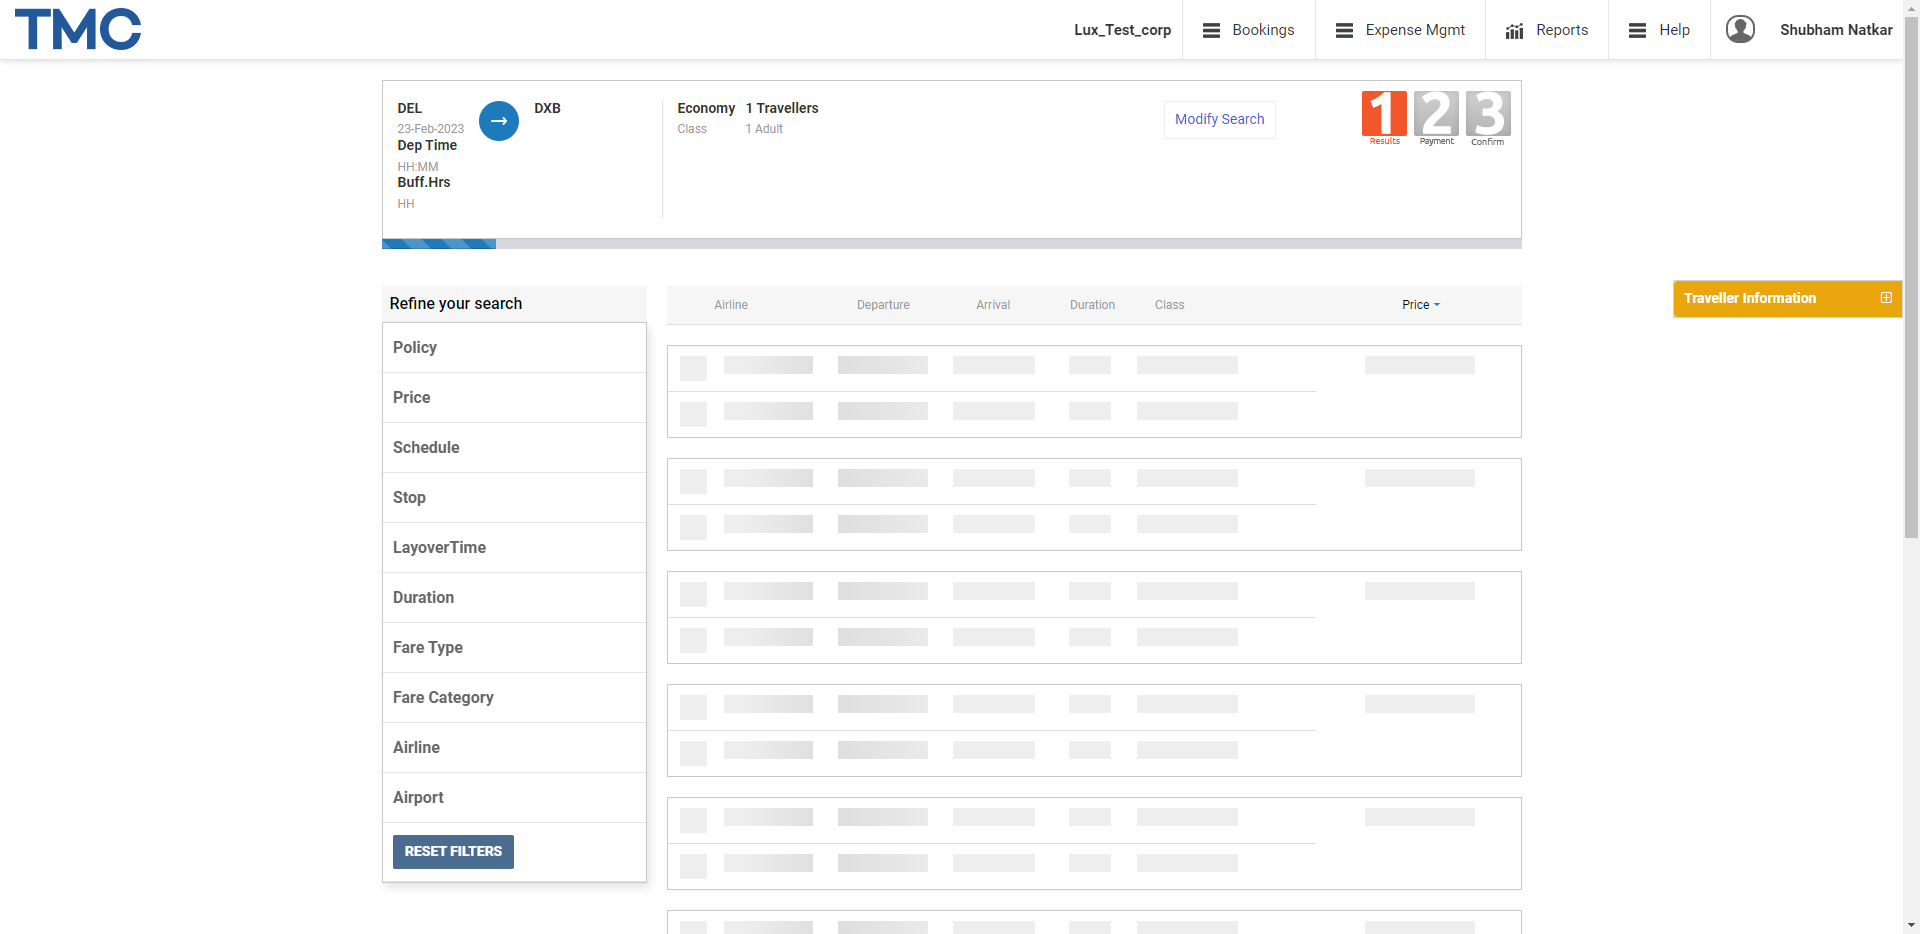 TMC
Lux_Test_corp
Bookings
Expense Mgmt
Reports
Help
Shubham Natkar
DEL
23-Feb-2023
Dep Time
HH:MM
Buff.Hrs
HH
DXB
Economy
Class
1 Travellers
1 Adult
Modify Search
1
Results
2
Payment
3
Confirm
Refine your search
Policy
Price
Schedule
Stop
LayoverTime
Duration
Fare Type
Fare Category
Airline
Airport
RESET FILTERS
Airline Departure Arrival Duration Class Price
Traveller Information